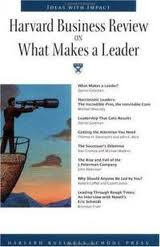 IDEAS WITH IMPACT
Harvard Business Review
ON
What Makes a Leader
What Makes a Leader?
Daniel Goleman
Narcissistic Leaders:
The Incredible Pros, the Inevitable Cons
Michael Maccoby
Leadership That Gets Results
Daniel Goleman
Getting the Attention You Need
Thomas H. Davenport and John C. Beck
The Successor's Dilemma
Dan Ciampa and Michael Watkins
The Rise and Fall of the
J. Peterman Company
John Peterman
Why Should Anyone Be Led by You?
Robert Goffee and Gareth Jones
Leading Through Rough Times:
An Interview with Novell's
Eric Schmidt
Bronwyn Fryer
HARVARD BUSINESS SCHOOL PRESS